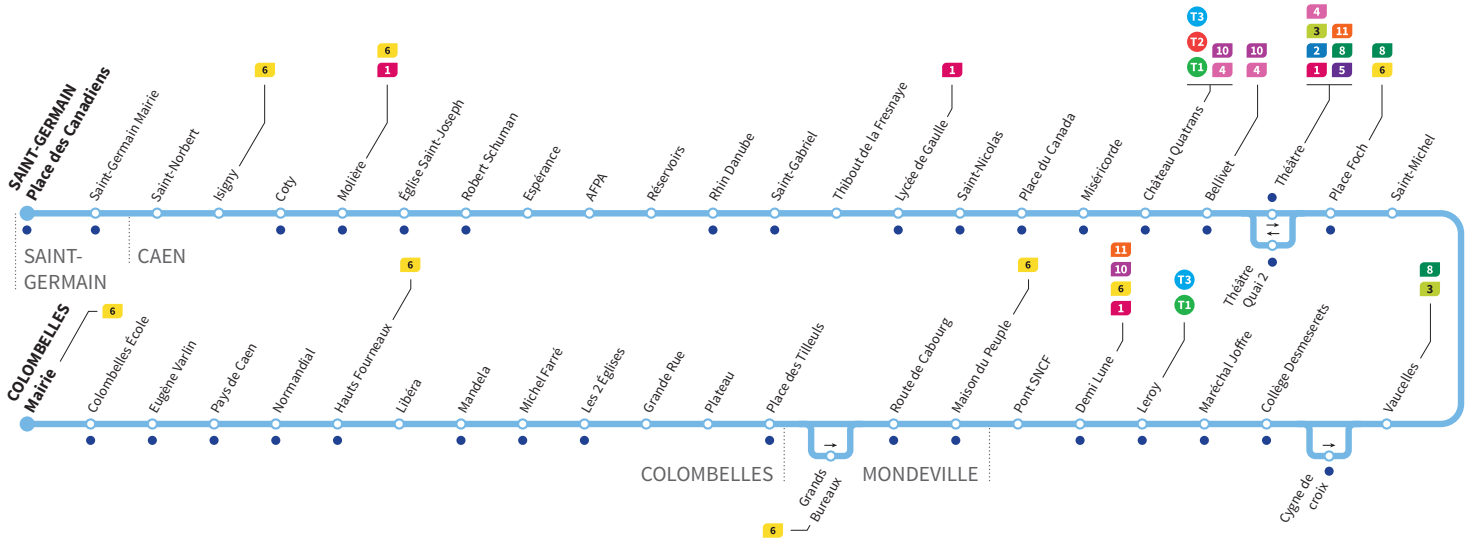 SAINT-GERMAIN
Place des Canadiens
Saint-Germain Mairie
Saint-Norbert
Isigny
6
Coty
Molière
6
1
Église Saint-Joseph
Robert Schuman
Espérance
AFPA
Réservoirs
Rhin Danube
Saint-Gabriel
Thibout de la Fresnaye
Lycée de Gaulle
1
Saint-Nicolas
Place du Canada
Miséricorde
Château Quatrans
T3
T2
T1
10
4
Bellivet
10
4
Théâtre
4
3
11
2
8
1
5
Place Foch
8
6
Saint-Michel
Théâtre
Quai 2
→
←
SAINT-
GERMAIN
CAEN
COLOMBELLES
Mairie
6
Colombelles École
Eugène Varlin
Pays de Caen
Normandial
Hauts Fourneaux
6
Libéra
Mandela
Michel Farré
Les 2 Églises
Grande Rue
Plateau
Place des Tilleuls
→
Grands
Bureaux
6
Route de Cabourg
Maison du Peuple
6
Pont SNCF
Demi Lune
11
10
6
1
Leroy
T3
T1
Maréchal Joffre
Collège Desmeserets
→
Cygne de
croix
Vaucelles
8
3
COLOMBELLES
MONDEVILLE